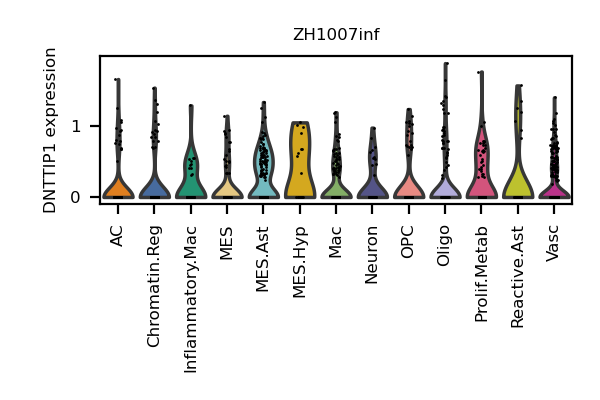 ZH1007inf
DNTTIP1 expression
1
0
AC
Chromatin.Reg
Inflammatory.Mac
MES
MES.Ast
MES.Hyp
Mac
Neuron
OPC
Oligo
Prolif.Metab
Reactive.Ast
Vasc